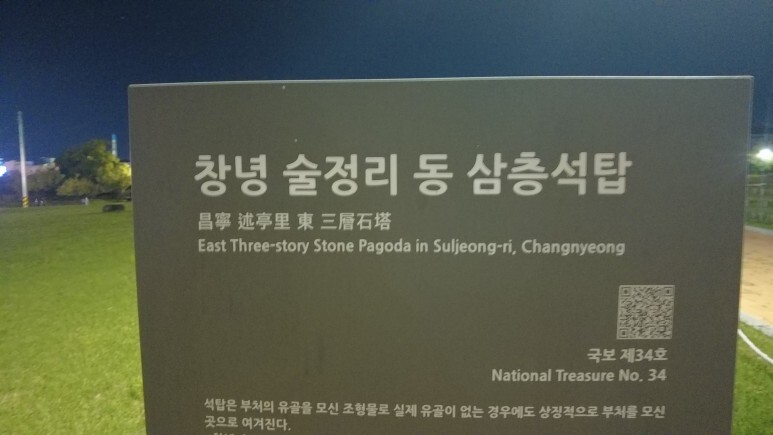 창녕 술정리 동 삼층석탑
昌寧 述亭里 東 三層石塔
East Three-story Stone Pagoda in Suljeong-ri, Changnyeong
국보 제34호
National Treasure No. 34
석탑은 부처의 유골을 모신 조형물로 실제 유골이 없는 경우에도 상징적으로 부처를 모신
곳으로 여겨진다.